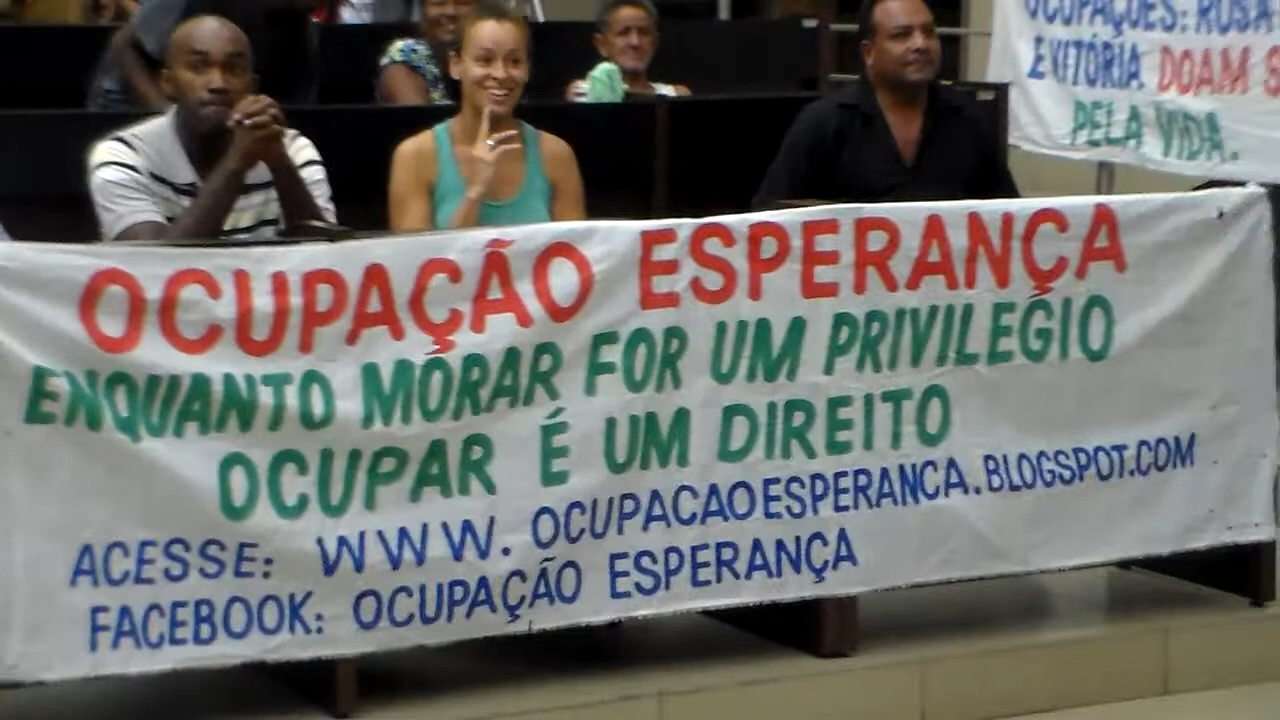 OCUPAÇÕES: ROSA
E VITÓRIA DOAM S
PELA VIDA.
OCUPAÇÃO ESPERANÇA
ENQUANTO MORAR FOR UM PRIVILEGIO
OCUPAR É UM DIREITO
ACESSE: WWW.OCUPACAOESPERANCA.BLOGSPOT.COM
FACEBOOK: OCUPAÇÃO ESPERANÇA